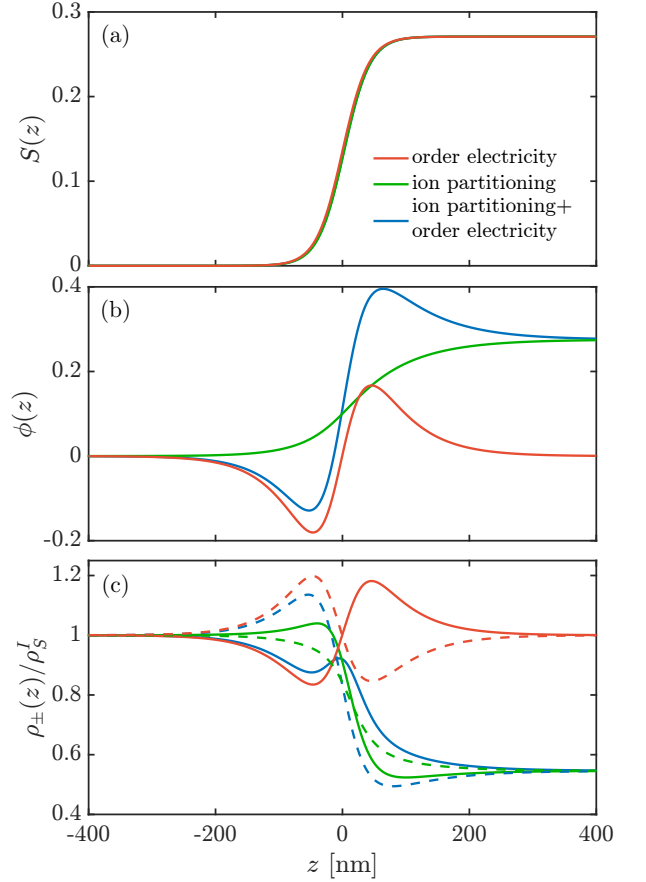 0.3
(a)
0.2
S(z)
order electricity
0.1
ion partitioning
ion partitioning+
order electricity
0
0.4
(b)
0.2
ϕ(z)
0
-0.2
1.2
(c)
1
ρ±(z)/ρ_S^I
0.8
0.6
0.4
-400 -200 0 200 400
z [nm]